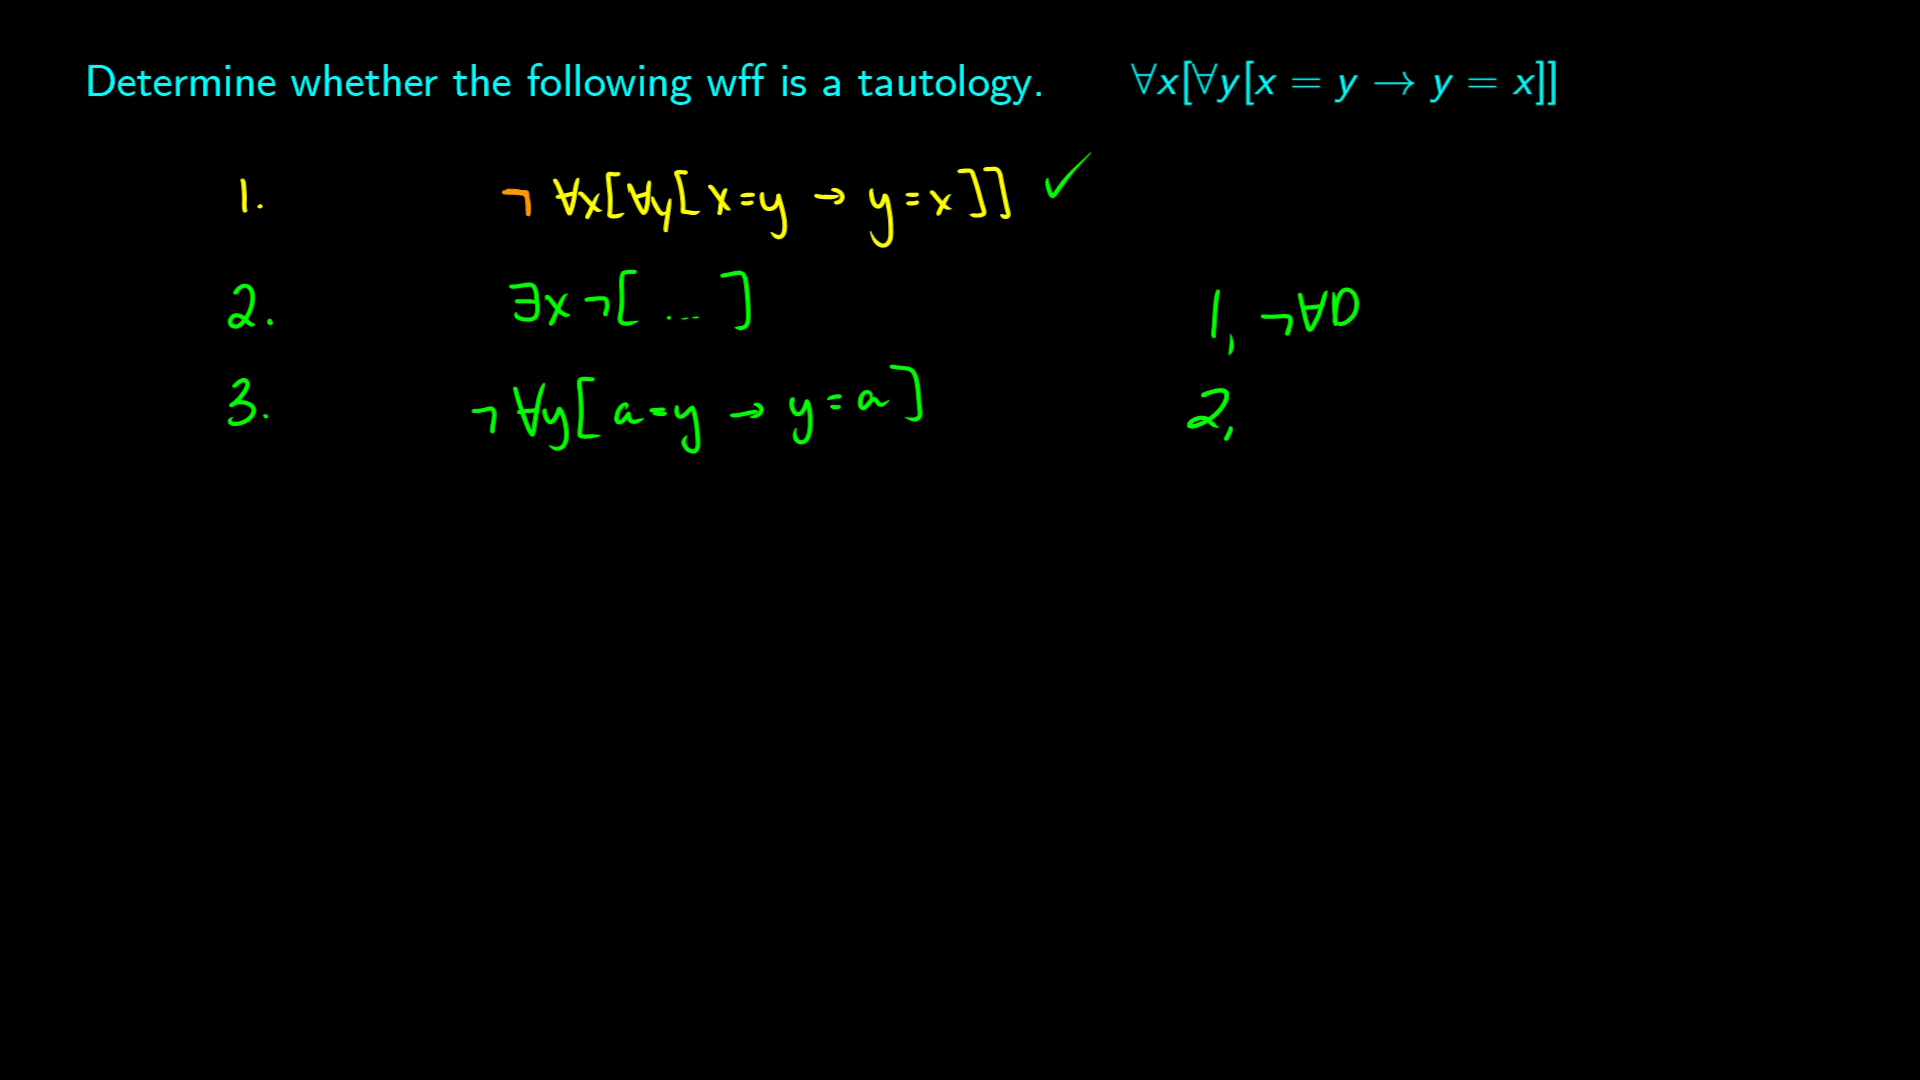 Determine whether the following wff is a tautology. ∀x[∀y[x = y → y = x]]
1. ¬∀x[∀y[x=y → y=x]] ✓
2. ∃x¬[ ... ] 1, ¬∀D
3. ¬∀y[a=y → y=a] 2,